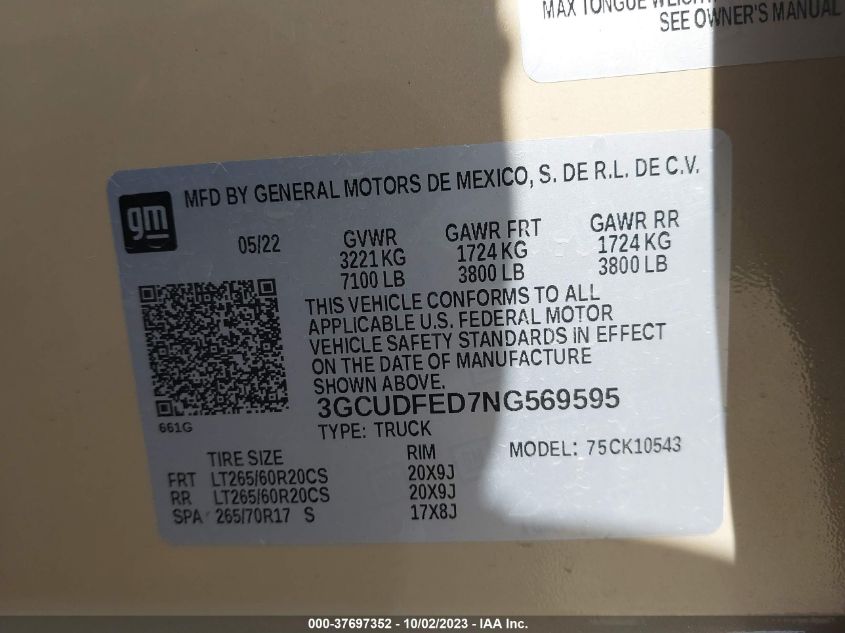 MAX TONGUE WEIGHT
SEE OWNER'S MANUAL
gm
MFD BY GENERAL MOTORS DE MEXICO, S. DE R.L. DE C.V.
05/22 GVWR GAWR FRT GAWR RR
3221 KG 1724 KG 1724 KG
7100 LB 3800 LB 3800 LB
THIS VEHICLE CONFORMS TO ALL
APPLICABLE U.S. FEDERAL MOTOR
VEHICLE SAFETY STANDARDS IN EFFECT
ON THE DATE OF MANUFACTURE
SHOWN ABOVE.
3GCUDFED7NG569595
661G
TYPE: TRUCK
MODEL: 75CK10543
TIRE SIZE RIM
FRT LT265/60R20CS 20X9J
RR LT265/60R20CS 20X9J
SPA 265/70R17 S 17X8J
000-37697352 - 10/02/2023 - IAA Inc.